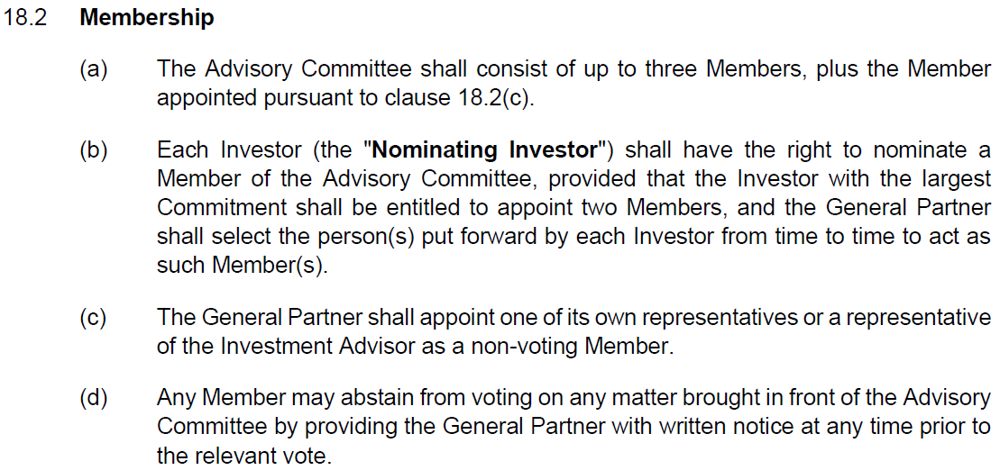 18.2 Membership
(a) The Advisory Committee shall consist of up to three Members, plus the Member
appointed pursuant to clause 18.2(c).
(b) Each Investor (the "Nominating Investor") shall have the right to nominate a
Member of the Advisory Committee, provided that the Investor with the largest
Commitment shall be entitled to appoint two Members, and the General Partner
shall select the person(s) put forward by each Investor from time to time to act as
such Member(s).
(c) The General Partner shall appoint one of its own representatives or a representative
of the Investment Advisor as a non-voting Member.
(d) Any Member may abstain from voting on any matter brought in front of the Advisory
Committee by providing the General Partner with written notice at any time prior to
the relevant vote.